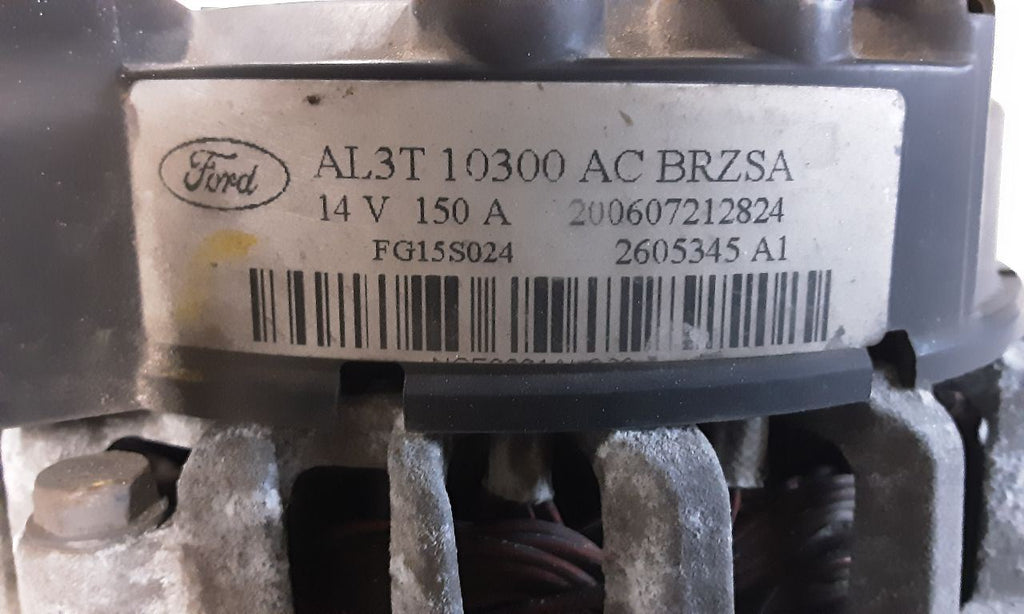 Ford
AL3T 10300 AC BRZSA
14 V 150 A 200607212824
FG15S024 2605345 A1